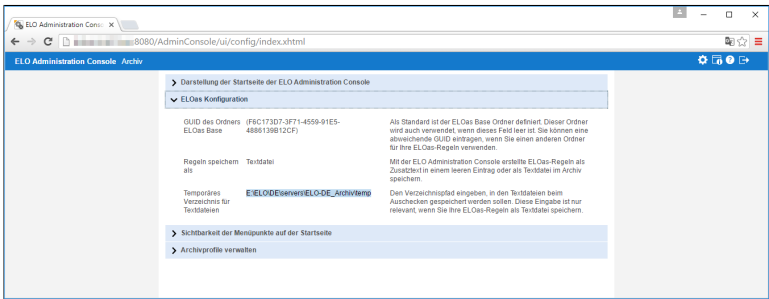 ELO Administration Consc
8080/AdminConsole/ui/config/index.xhtml
ELO Administration Console Archiv
Darstellung der Startseite der ELO Administration Console
ELOas Konfiguration
GUID des Ordners ELOas Base
(F6C173D7-3F71-4559-91E5-4886139B12CF)
Als Standard ist der ELOas Base Ordner definiert. Dieser Ordner
wird auch verwendet, wenn dieses Feld leer ist. Sie können eine
abweichende GUID eintragen, wenn Sie einen anderen Ordner
für Ihre ELOas-Regeln verwenden.
Regeln speichern
als
Textdatei
Mit der ELO Administration Console erstellte ELOas-Regeln als
Zusatztext in einem leeren Eintrag oder als Textdatei im Archiv
speichern.
Temporäres
Verzeichnis für
Textdateien
E:\ELO\DE\servers\ELO-DE_Archiv\temp
Den Verzeichnispfad eingeben, in den Textdateien beim
Auschecken gespeichert werden sollen. Diese Eingabe ist nur
relevant, wenn Sie Ihre ELOas-Regeln als Textdatei speichern.
Sichtbarkeit der Menüpunkte auf der Startseite
Archivprofile verwalten